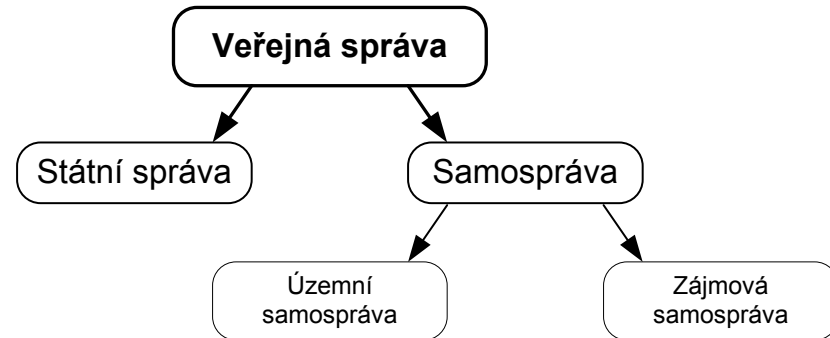 Veřejná správa
Státní správa
Samospráva
Územní
samospráva
Zájmová
samospráva